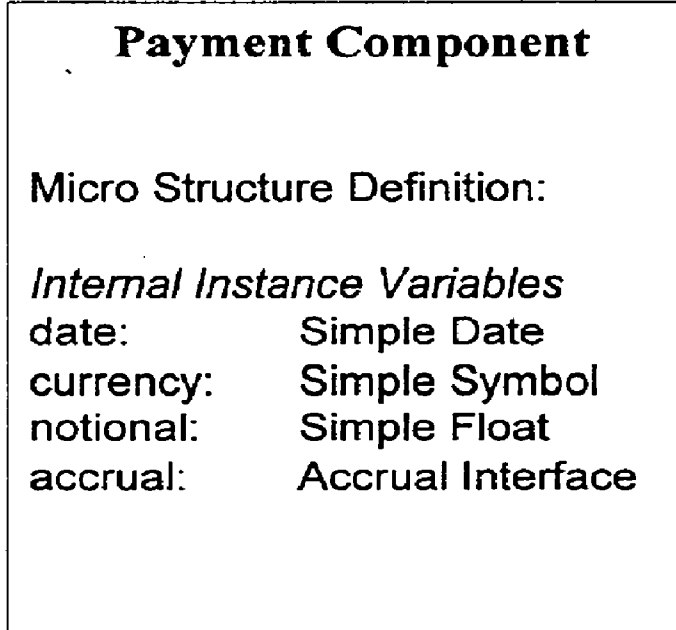 Payment Component
Micro Structure Definition:
Internal Instance Variables
date: Simple Date
currency: Simple Symbol
notional: Simple Float
accrual: Accrual Interface